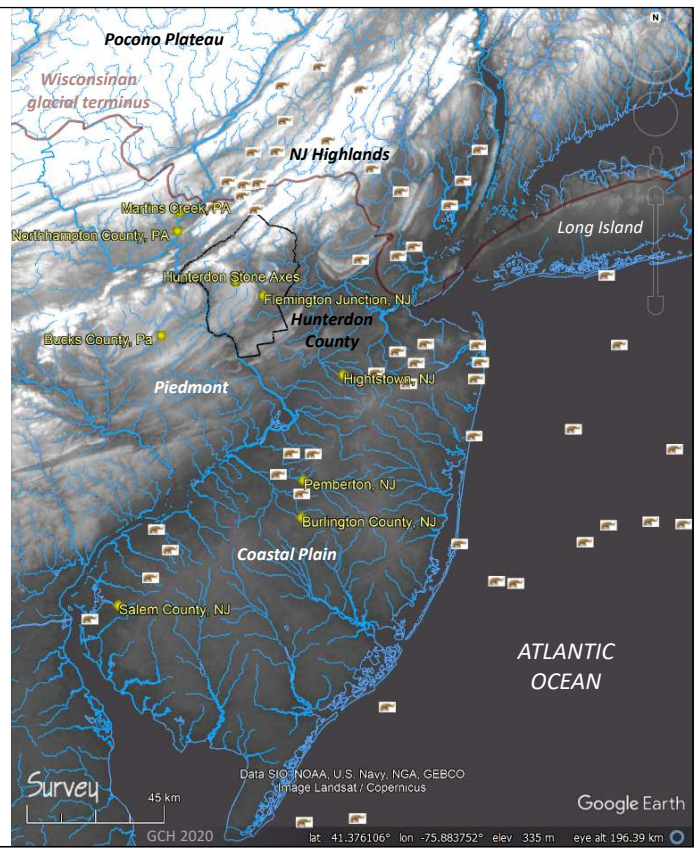 N
Pocono Plateau
Wisconsinan
glacial terminus
NJ Highlands
Martins Creek, PA
Northhampton County, PA
Long Island
Hunterdon Stone Axes
Flemington Junction, NJ
Hunterdon
County
Bucks County, Pa
Piedmont
Hightstown, NJ
Pemberton, NJ
Burlington County, NJ
Coastal Plain
Salem County, NJ
ATLANTIC
OCEAN
Survey
45 km
GCH 2020
Data SIO, NOAA, U.S. Navy, NGA, GEBCO
Image Landsat / Copernicus
Google Earth
lat 41.376106° lon -75.883752° elev 335 m eye alt 196.39 km